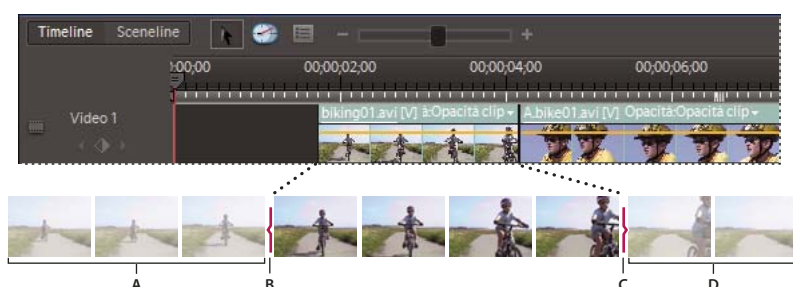 Timeline Sceneline
- +
0:00;00 00;00;02;00 00;00;04;00 00;00;06;00
Video 1
biking01.avi [V] à:Opacità clip A.bike01.avi [V] Opacità:Opacità clip
A B C D